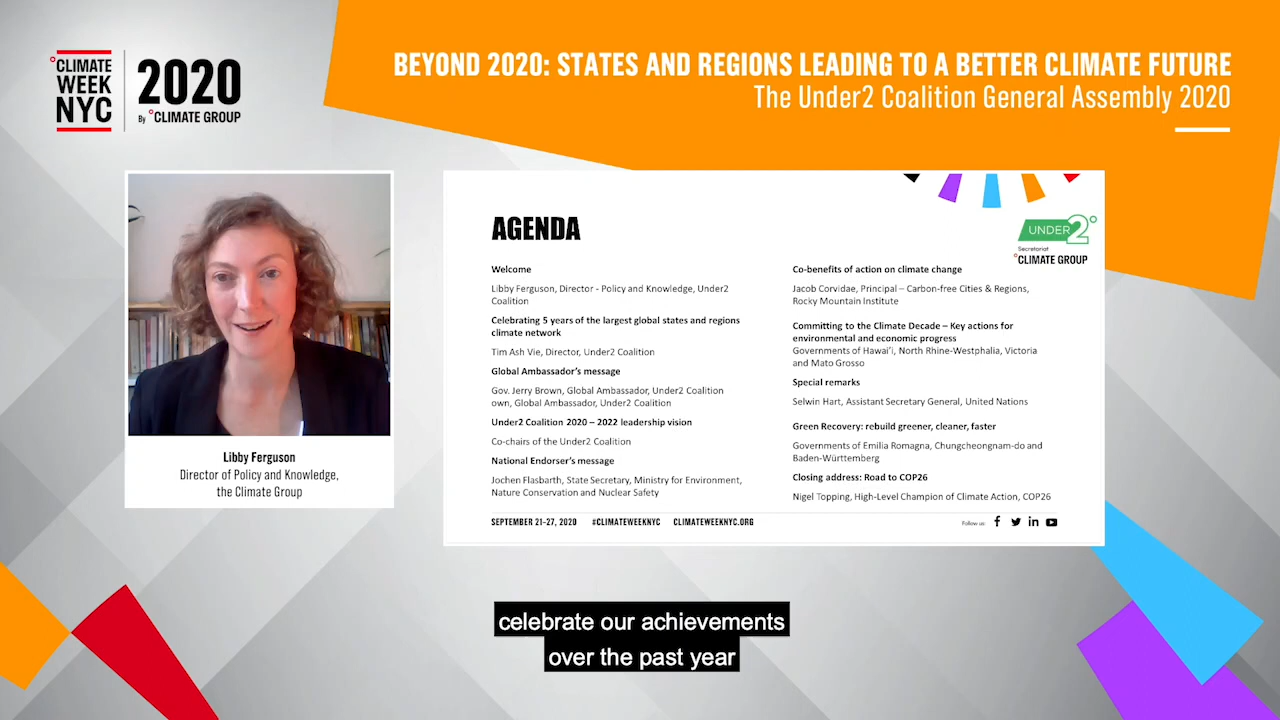 °CLIMATE
WEEK
NYC
2020
By °CLIMATE GROUP
BEYOND 2020: STATES AND REGIONS LEADING TO A BETTER CLIMATE FUTURE
The Under2 Coalition General Assembly 2020
Libby Ferguson
Director of Policy and Knowledge,
the Climate Group
AGENDA
Welcome
Libby Ferguson, Director - Policy and Knowledge, Under2
Coalition
Celebrating 5 years of the largest global states and regions
climate network
Tim Ash Vie, Director, Under2 Coalition
Global Ambassador's message
Gov. Jerry Brown, Global Ambassador, Under2 Coalition
own, Global Ambassador, Under2 Coalition
Under2 Coalition 2020 – 2022 leadership vision
Co-chairs of the Under2 Coalition
National Endorser's message
Jochen Flasbarth, State Secretary, Ministry for Environment,
Nature Conservation and Nuclear Safety
UNDER2°
Secretariat
°CLIMATE GROUP
Co-benefits of action on climate change
Jacob Corvidae, Principal – Carbon-free Cities & Regions,
Rocky Mountain Institute
Committing to the Climate Decade – Key actions for
environmental and economic progress
Governments of Hawai'i, North Rhine-Westphalia, Victoria
and Mato Grosso
Special remarks
Selwin Hart, Assistant Secretary General, United Nations
Green Recovery: rebuild greener, cleaner, faster
Governments of Emilia Romagna, Chungcheongnam-do and
Baden-Württemberg
Closing address: Road to COP26
Nigel Topping, High-Level Champion of Climate Action, COP26
SEPTEMBER 21-27, 2020 #CLIMATEWEEKNYC CLIMATEWEEKNYC.ORG
Follow us:
celebrate our achievements
over the past year